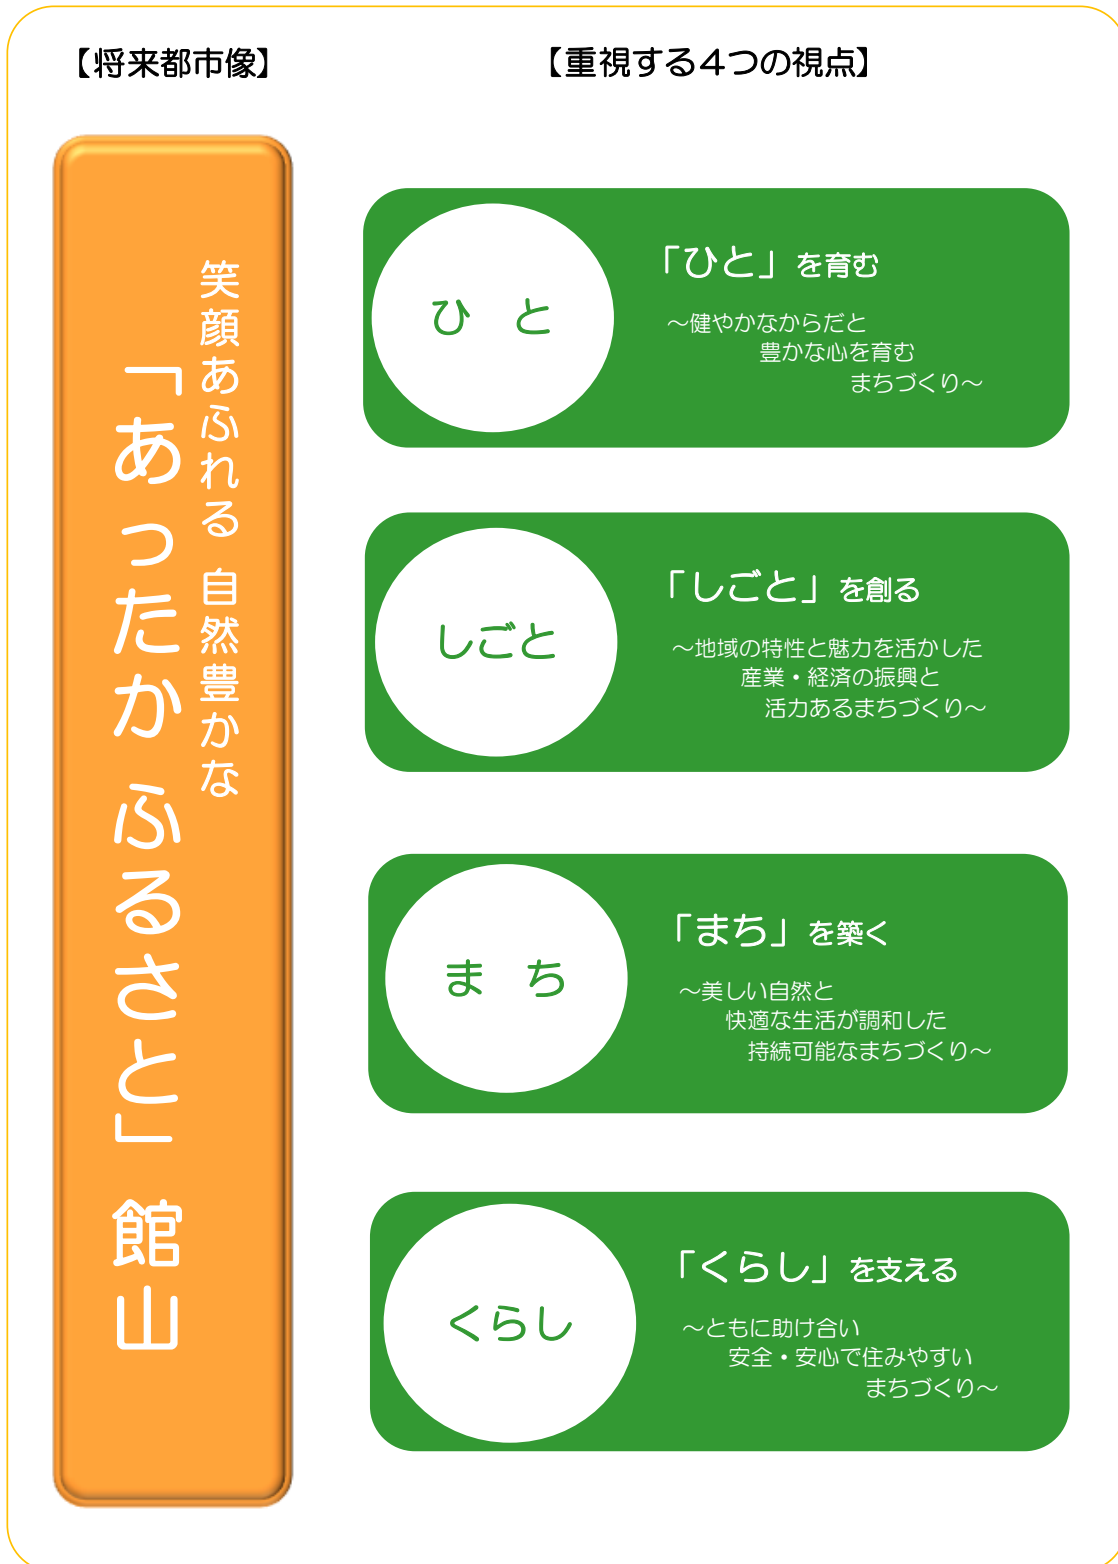 【将来都市像】
【重視する4つの視点】
笑顔あふれる 自然豊かな
「あったか ふるさと」 館山
ひ と
「ひと」を育む
～健やかなからだと
豊かな心を育む
まちづくり～
しごと
「しごと」を創る
～地域の特性と魅力を活かした
産業・経済の振興と
活力あるまちづくり～
ま ち
「まち」を築く
～美しい自然と
快適な生活が調和した
持続可能なまちづくり～
くらし
「くらし」を支える
～ともに助け合い
安全・安心で住みやすい
まちづくり～